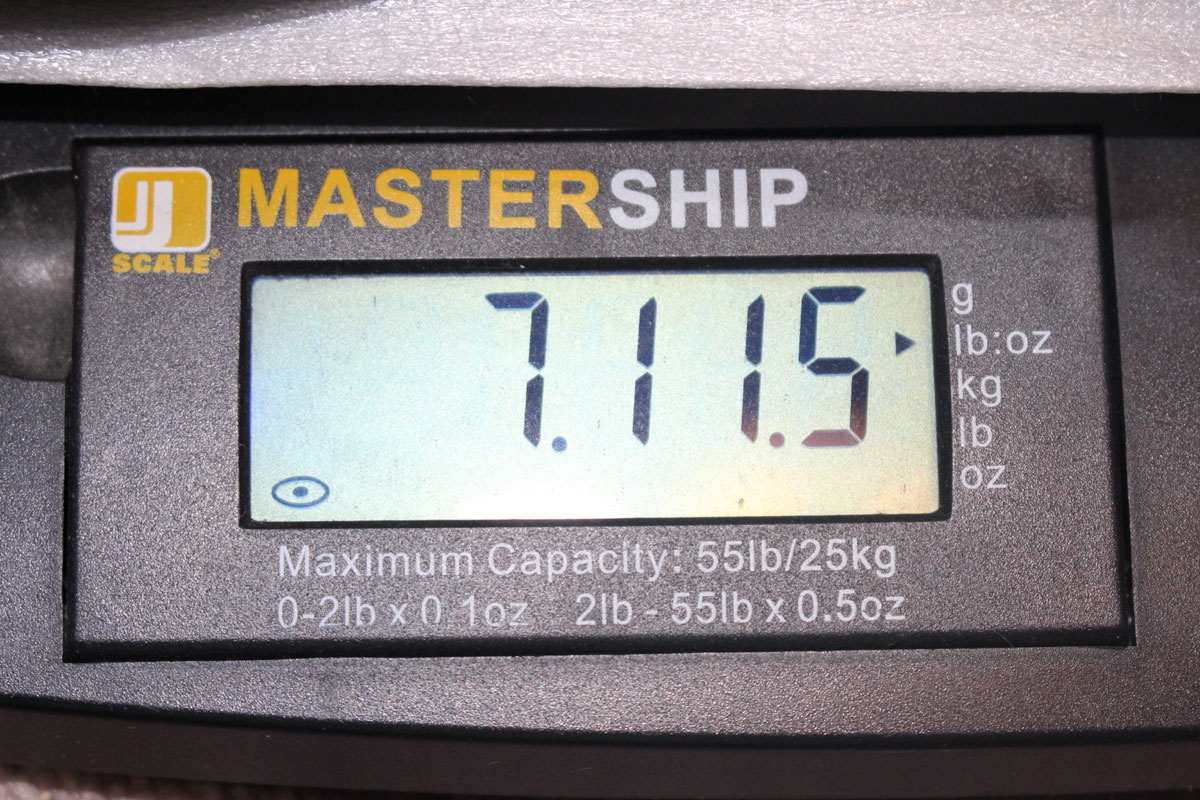 MASTERSHIP
JJ
SCALE®
7.11.5
g
lb:oz
kg
lb
oz
Maximum Capacity: 55lb/25kg
0-2lb x 0.1oz 2lb - 55lb x 0.5oz